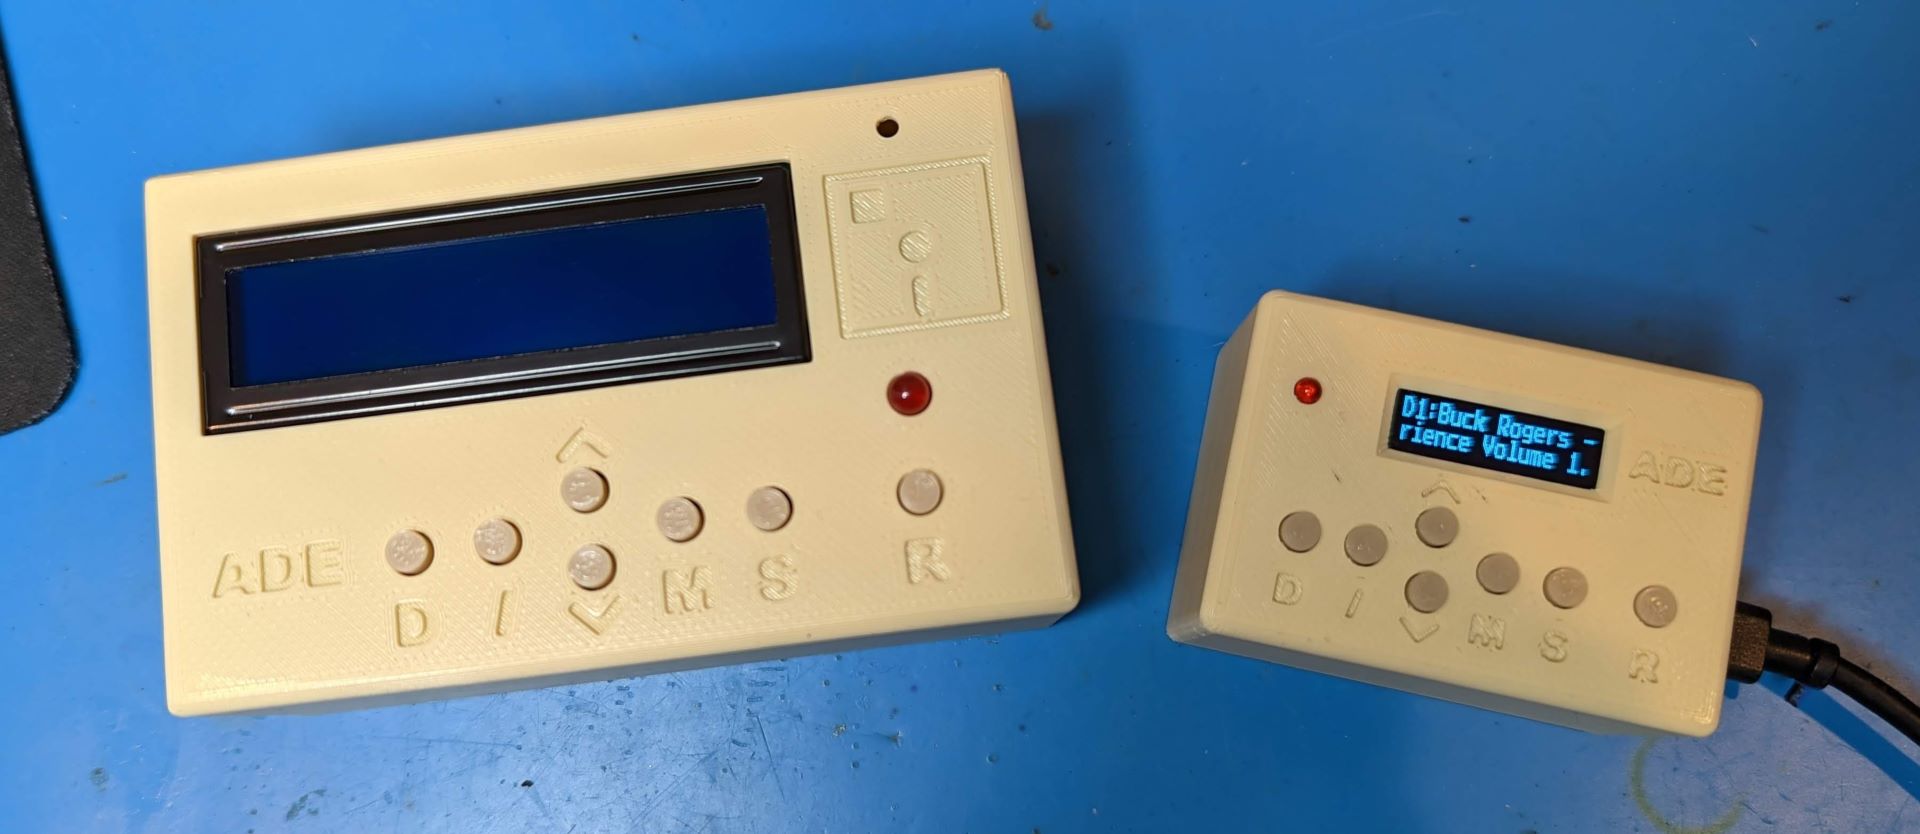 ADE
D I M S R
D1:Buck Rogers -
rience Volume 1.
ADE
D I M S R